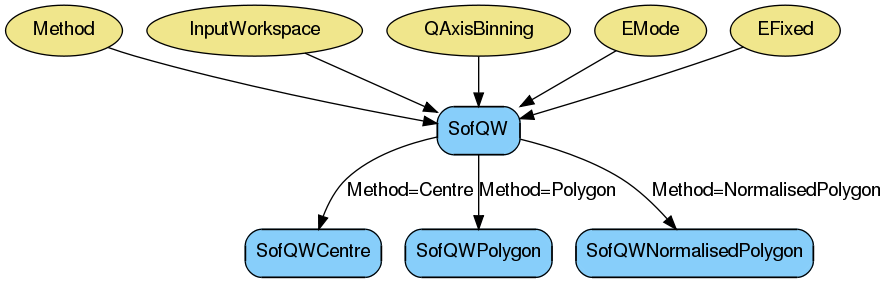 Method
InputWorkspace
QAxisBinning
EMode
EFixed
SofQW
Method=Centre
Method=Polygon
Method=NormalisedPolygon
SofQWCentre
SofQWPolygon
SofQWNormalisedPolygon